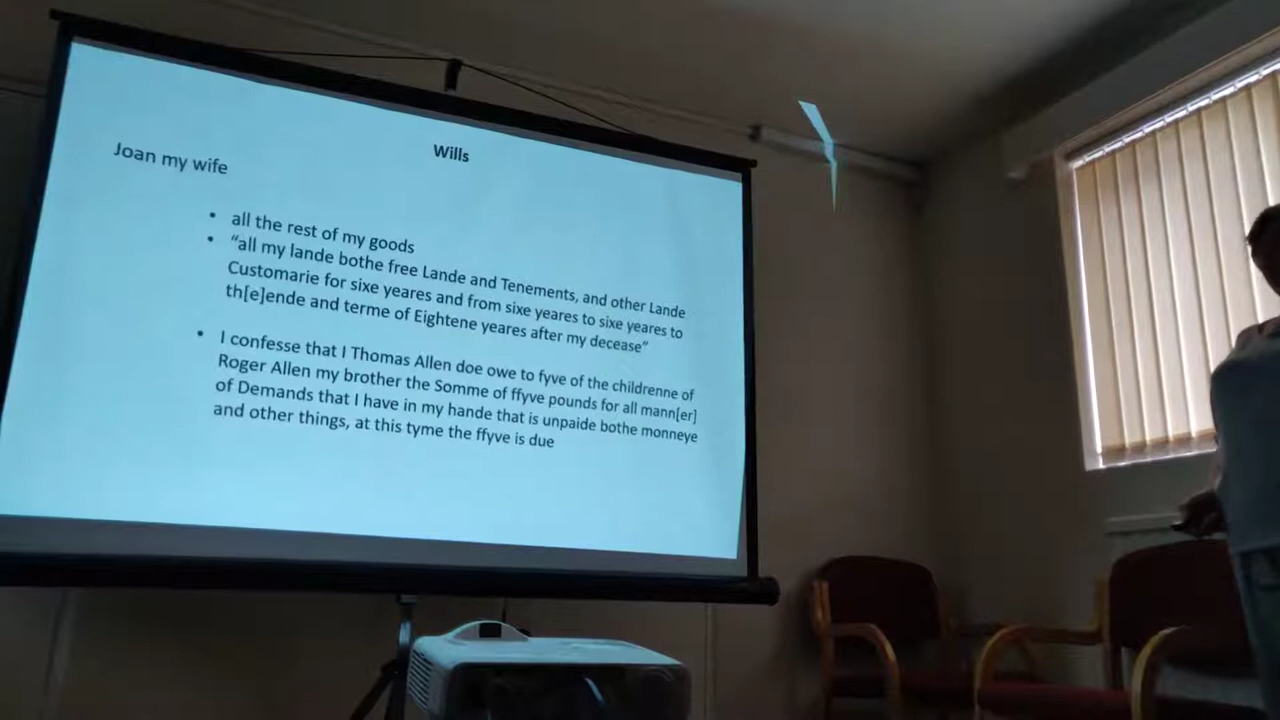 Wills
Joan my wife
• all the rest of my goods
• “all my lande bothe free Lande and Tenements, and other Lande
Customarie for sixe yeares and from sixe yeares to sixe yeares to
th[e]ende and terme of Eightene yeares after my decease”
• I confesse that I Thomas Allen doe owe to fyve of the childrenne of
Roger Allen my brother the Somme of ffyve pounds for all mann[er]
of Demands that I have in my hande that is unpaide bothe monneye
and other things, at this tyme the ffyve is due